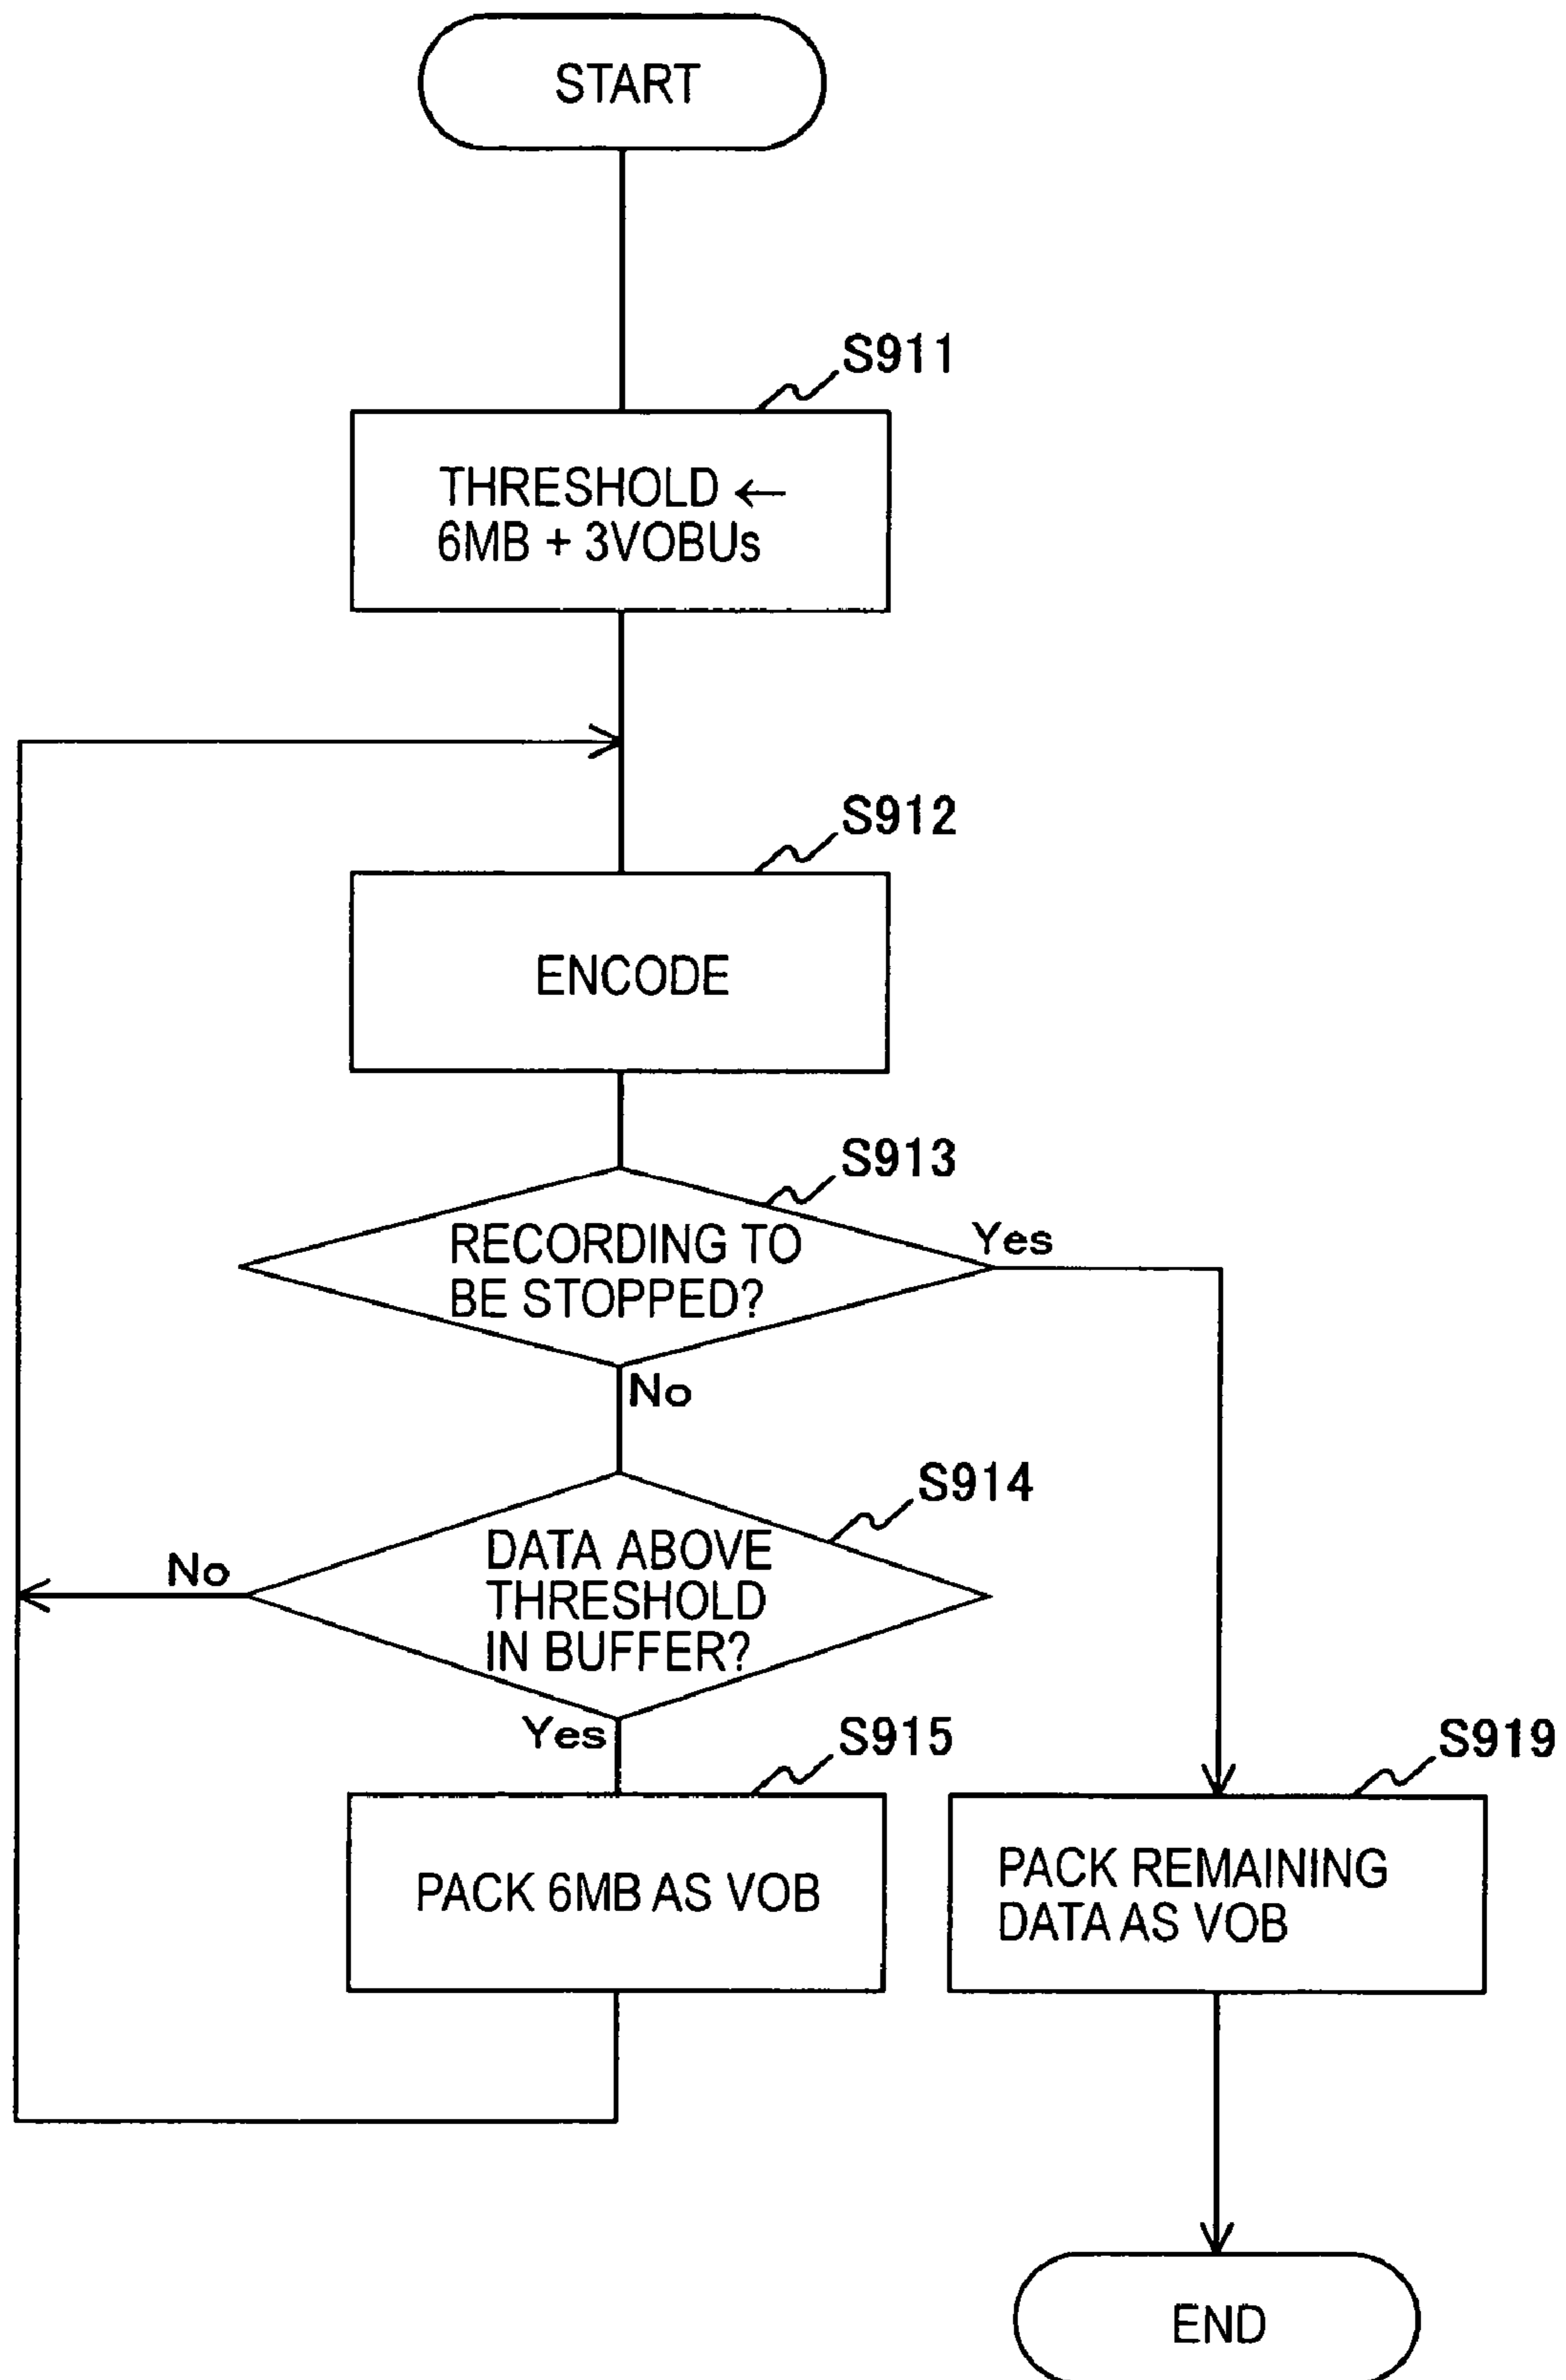 START
S911
THRESHOLD ←
6MB + 3VOBUs
S912
ENCODE
S913
RECORDING TO
BE STOPPED?
Yes
No
S914
DATA ABOVE
THRESHOLD
IN BUFFER?
No
Yes
S915
PACK 6MB AS VOB
S919
PACK REMAINING
DATA AS VOB
END